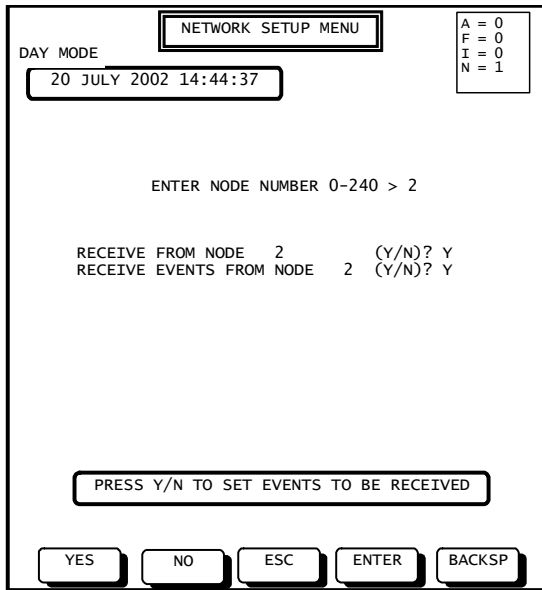 NETWORK SETUP MENU
A = 0
F = 0
I = 0
N = 1
DAY MODE
20 JULY 2002 14:44:37
ENTER NODE NUMBER 0-240 > 2
RECEIVE FROM NODE 2 (Y/N)? Y
RECEIVE EVENTS FROM NODE 2 (Y/N)? Y
PRESS Y/N TO SET EVENTS TO BE RECEIVED
YES NO ESC ENTER BACKSP